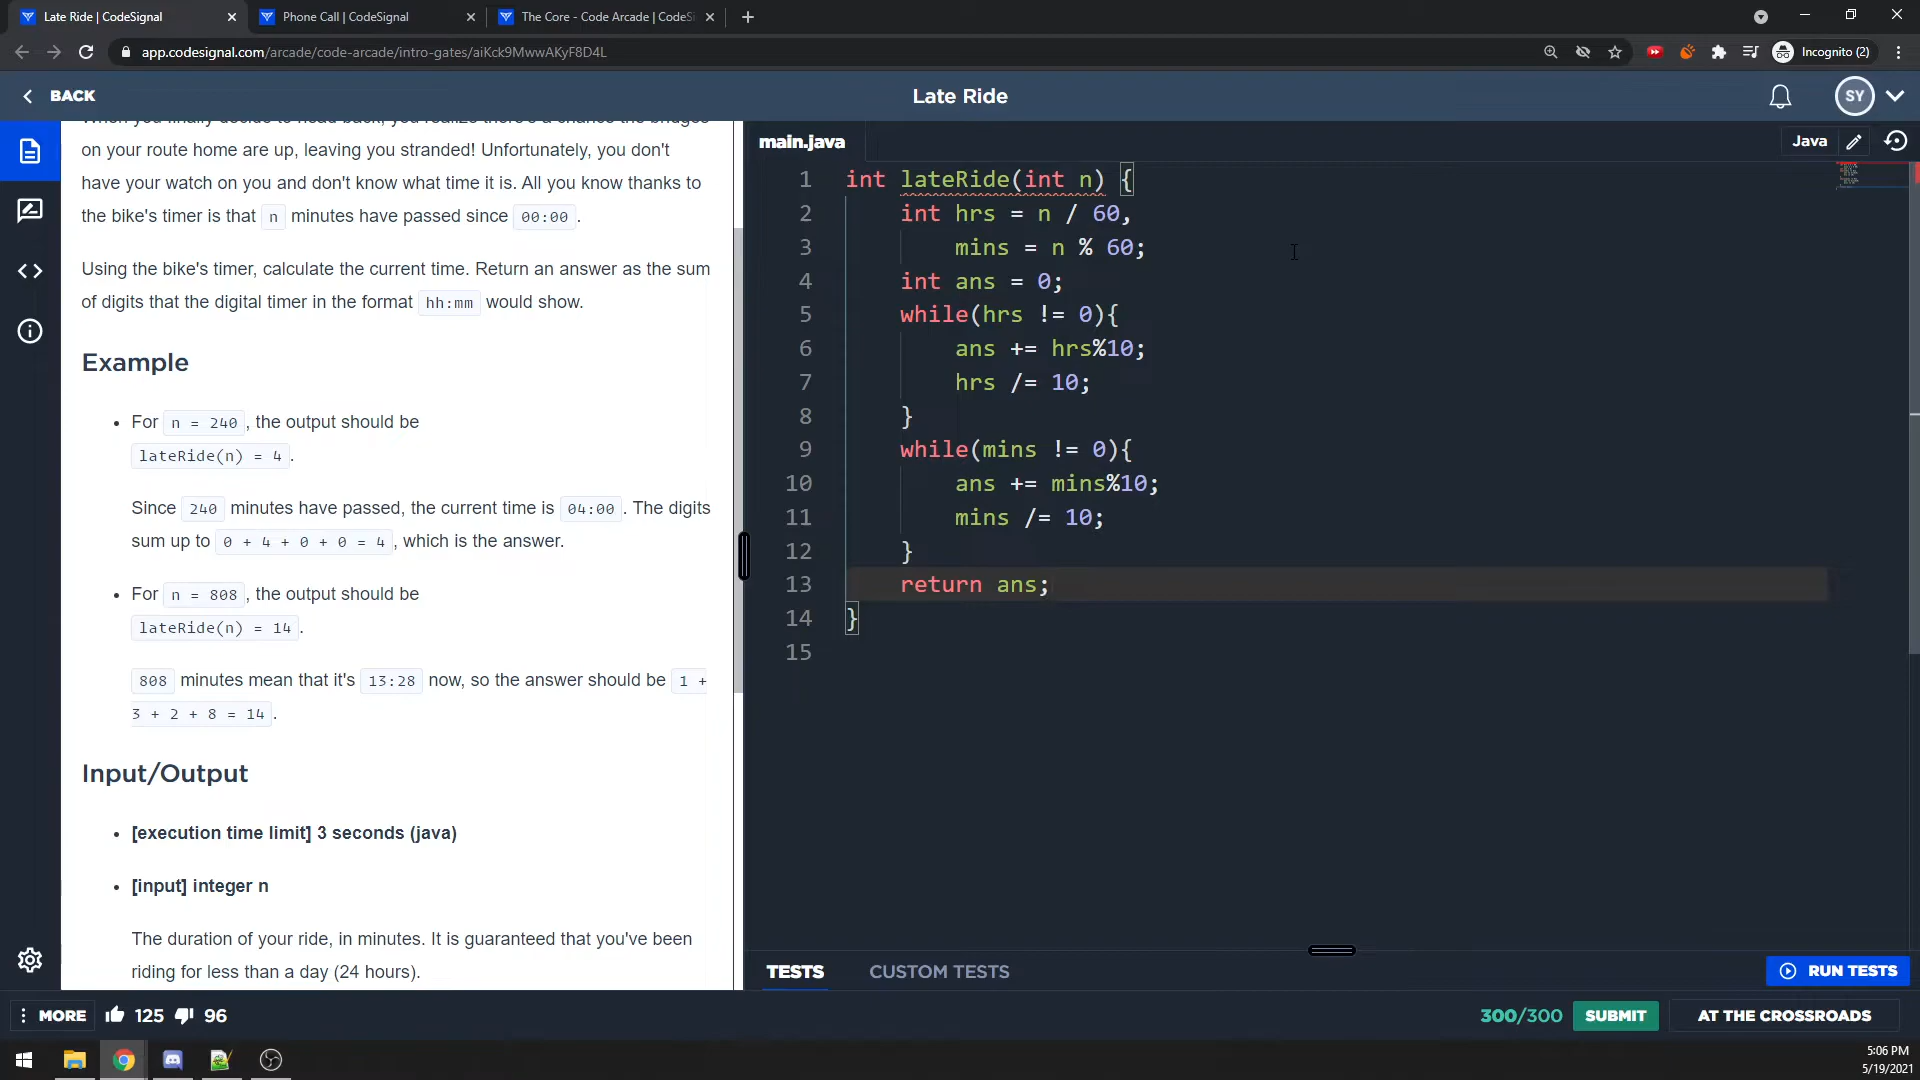 Late Ride | CodeSignal
Phone Call | CodeSignal
The Core - Code Arcade | CodeSi
app.codesignal.com/arcade/code-arcade/intro-gates/aiKck9MwwAKyF8D4L
Incognito (2)
BACK
Late Ride
SY
When you finally decide to head back, you realize there's a chance the bridges
on your route home are up, leaving you stranded! Unfortunately, you don't
have your watch on you and don't know what time it is. All you know thanks to
the bike's timer is that n minutes have passed since 00:00 .
Using the bike's timer, calculate the current time. Return an answer as the sum
of digits that the digital timer in the format hh:mm would show.
Example
• For n = 240 , the output should be
lateRide(n) = 4 .
Since 240 minutes have passed, the current time is 04:00 . The digits
sum up to 0 + 4 + 0 + 0 = 4 , which is the answer.
• For n = 808 , the output should be
lateRide(n) = 14 .
808 minutes mean that it's 13:28 now, so the answer should be 1 +
3 + 2 + 8 = 14 .
Input/Output
• [execution time limit] 3 seconds (java)
• [input] integer n
The duration of your ride, in minutes. It is guaranteed that you've been
riding for less than a day (24 hours).
main.java
Java
1 int lateRide(int n) {
2 int hrs = n / 60,
3 mins = n % 60;
4 int ans = 0;
5 while(hrs != 0){
6 ans += hrs%10;
7 hrs /= 10;
8 }
9 while(mins != 0){
10 ans += mins%10;
11 mins /= 10;
12 }
13 return ans;
14 }
15
TESTS
CUSTOM TESTS
RUN TESTS
MORE
125
96
300/300
SUBMIT
AT THE CROSSROADS
5:06 PM
5/19/2021